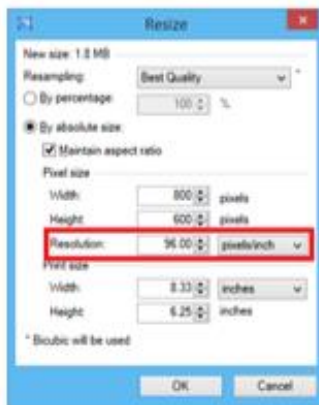 Resize
New size: 1.8 MB
Resampling: Best Quality *
By percentage: 100 %
By absolute size:
Maintain aspect ratio
Pixel size
Width: 800 pixels
Height: 600 pixels
Resolution: 96.00 pixels/inch
Print size
Width: 8.33 inches
Height: 6.25 inches
* Bicubic will be used
OK Cancel